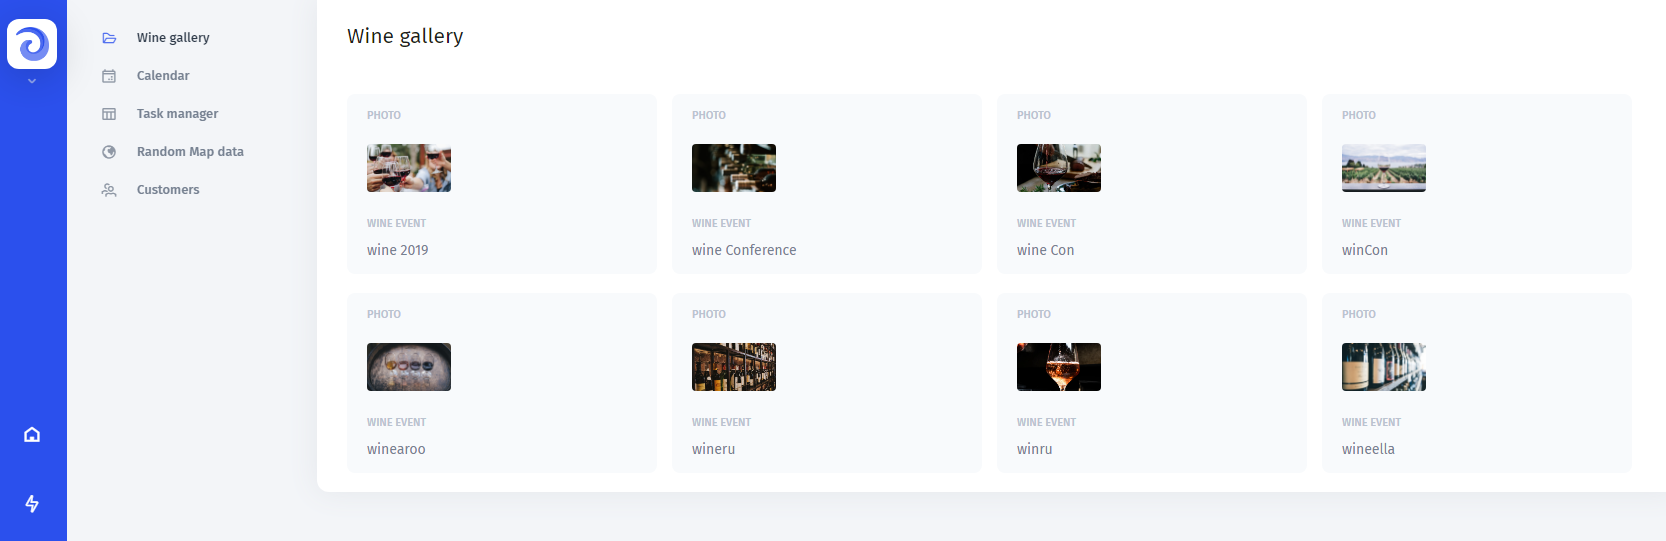 Wine gallery
Calendar
Task manager
Random Map data
Customers
Wine gallery
PHOTO PHOTO PHOTO PHOTO
WINE EVENT WINE EVENT WINE EVENT WINE EVENT
wine 2019 wine Conference wine Con winCon
PHOTO PHOTO PHOTO PHOTO
WINE EVENT WINE EVENT WINE EVENT WINE EVENT
winearoo wineru winru wineella